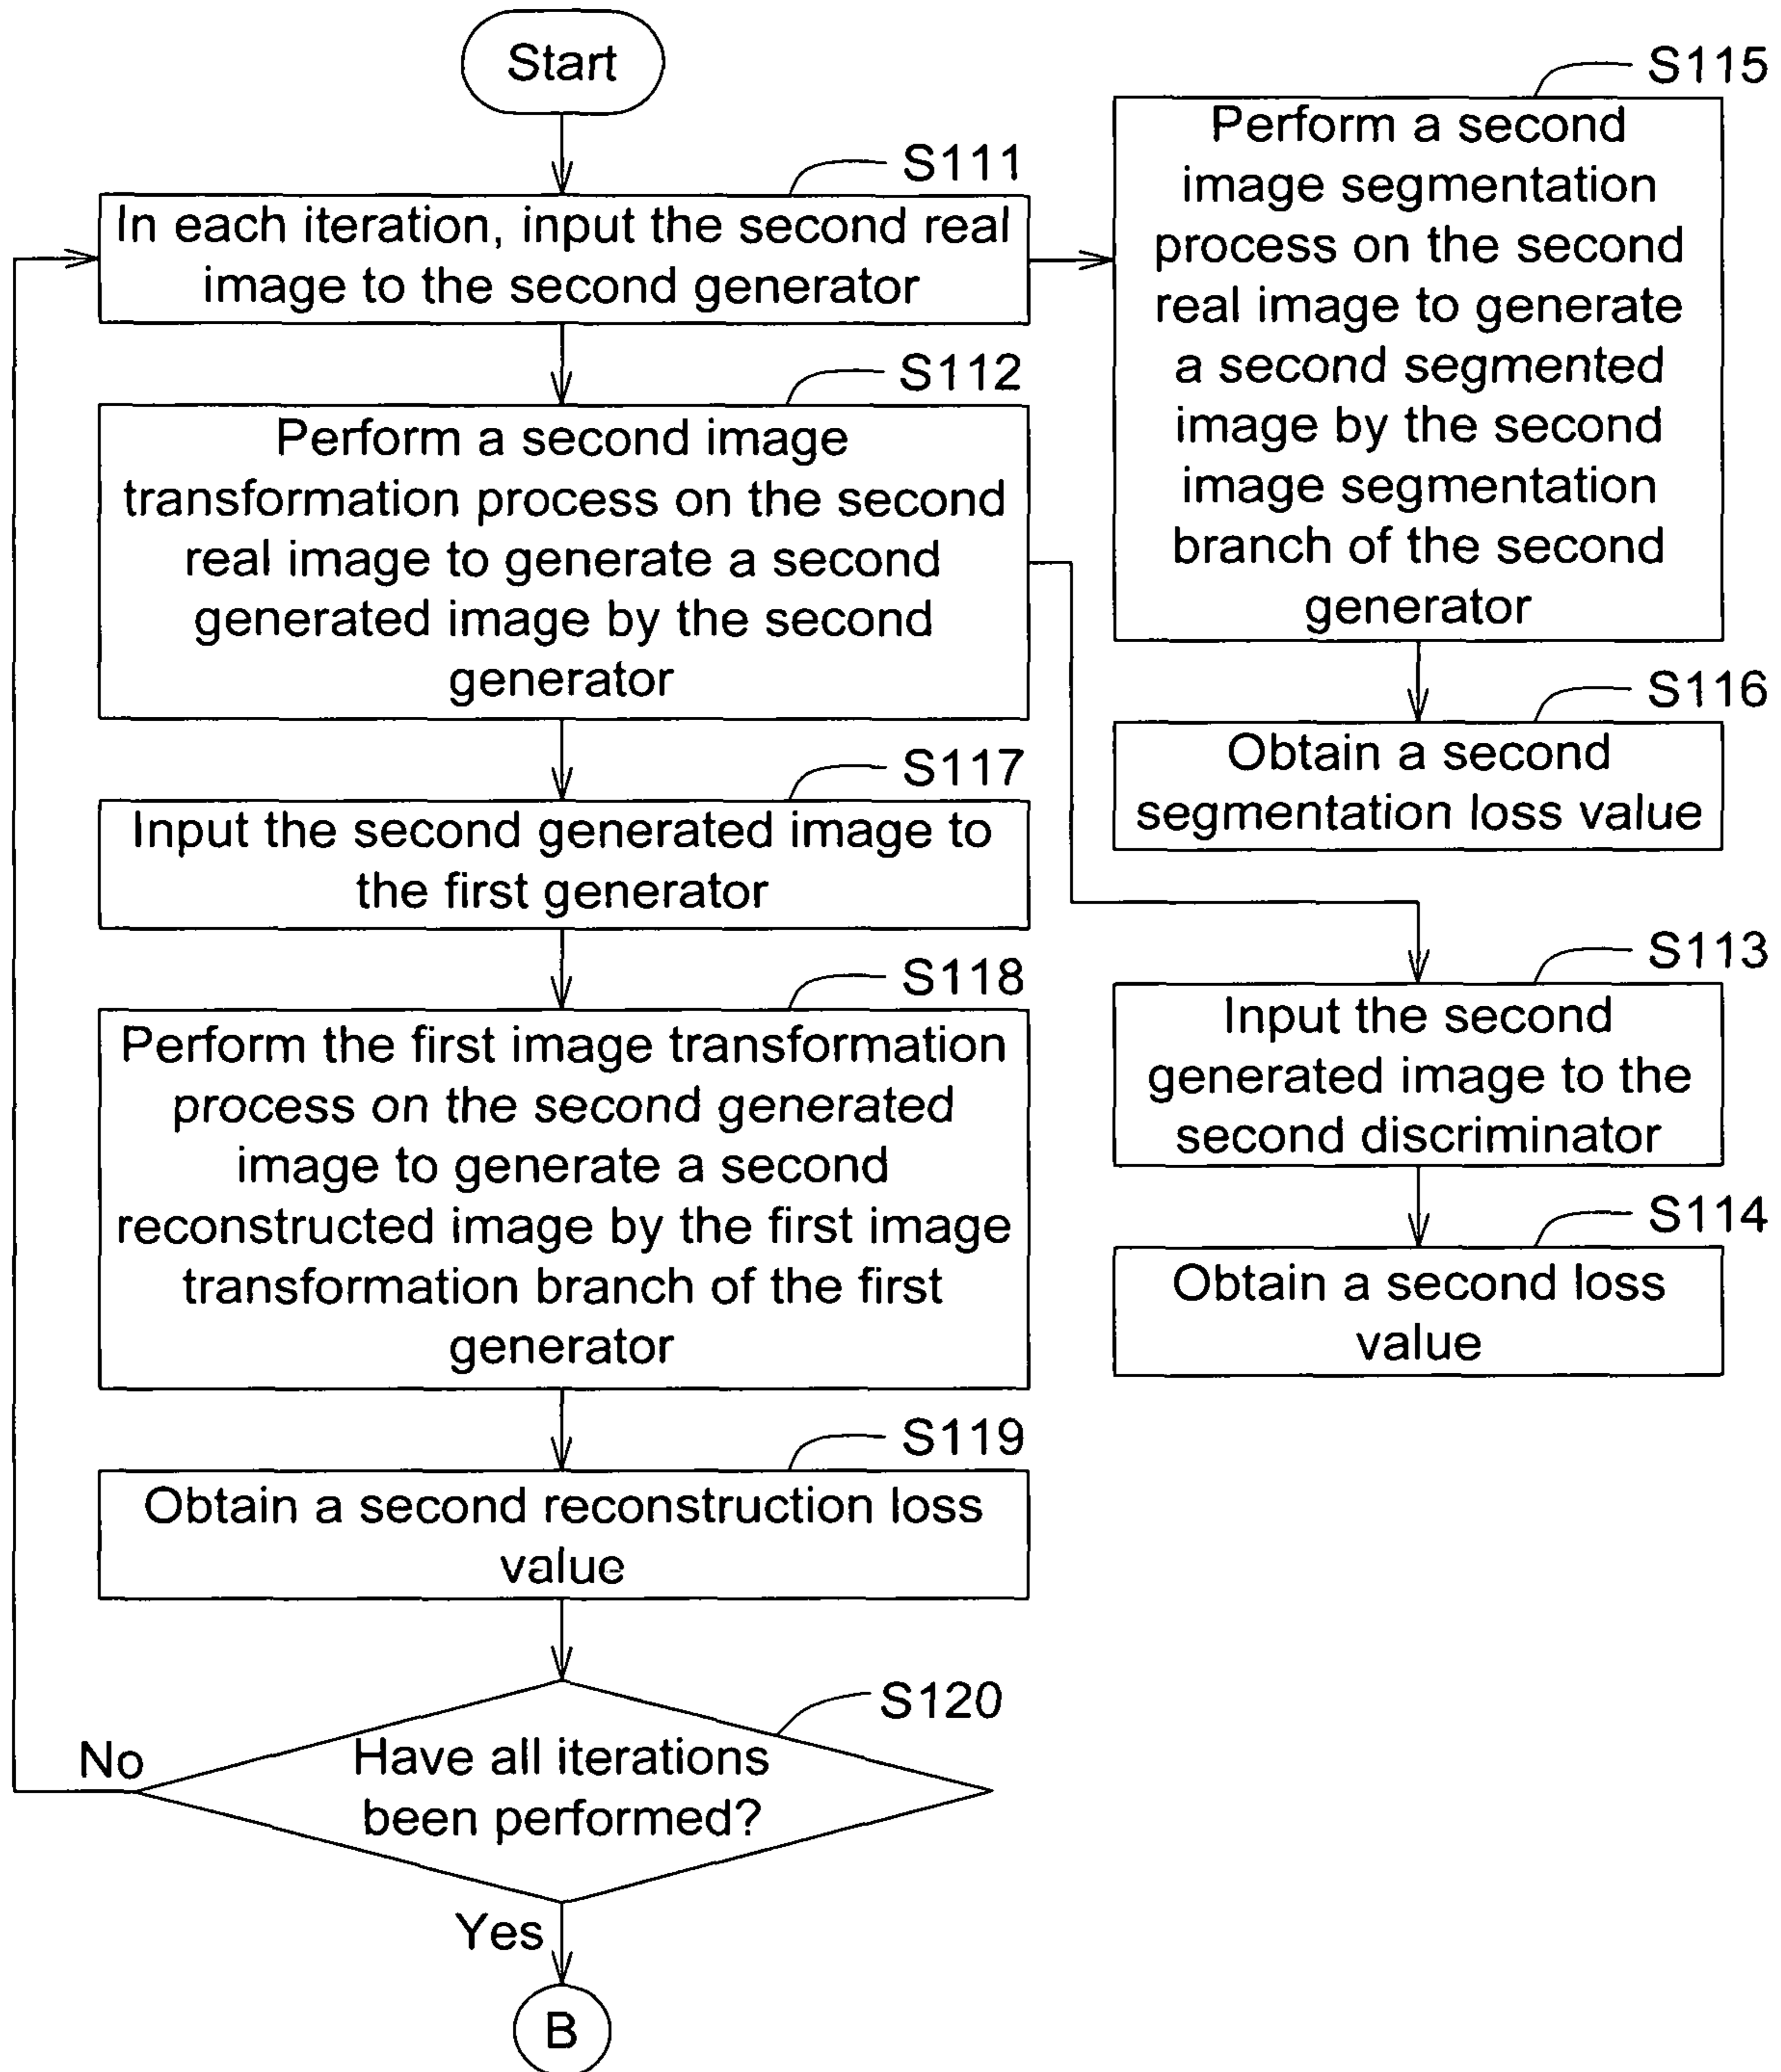 Start
S111
In each iteration, input the second real
image to the second generator
S112
Perform a second image
transformation process on the second
real image to generate a second
generated image by the second
generator
S117
Input the second generated image to
the first generator
S118
Perform the first image transformation
process on the second generated
image to generate a second
reconstructed image by the first image
transformation branch of the first
generator
S119
Obtain a second reconstruction loss
value
S120
Have all iterations
been performed?
No
Yes
B
S115
Perform a second
image segmentation
process on the second
real image to generate
a second segmented
image by the second
image segmentation
branch of the second
generator
S116
Obtain a second
segmentation loss value
S113
Input the second
generated image to the
second discriminator
S114
Obtain a second loss
value